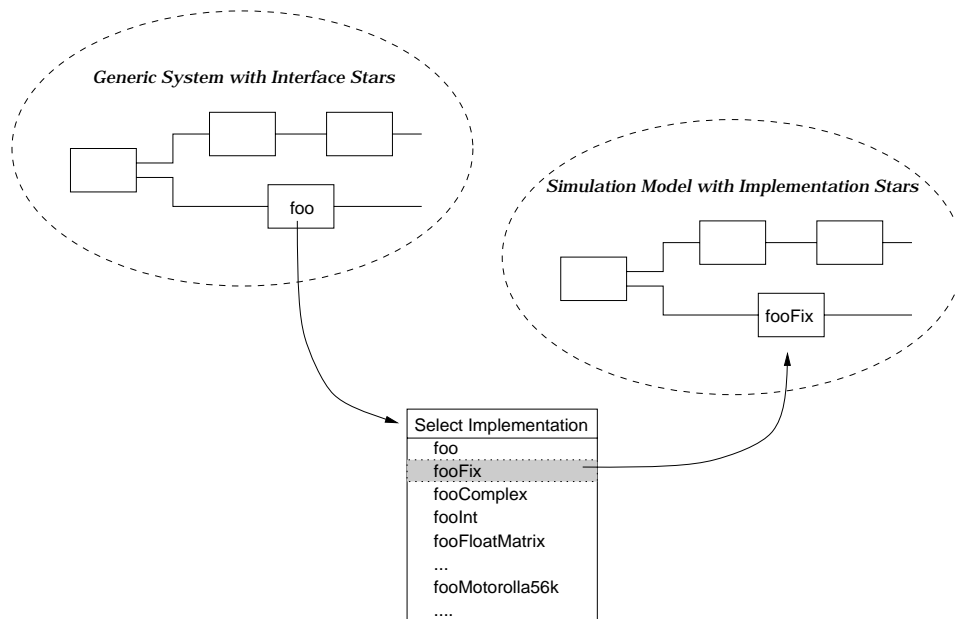 Generic System with Interface Stars
foo
Simulation Model with Implementation Stars
fooFix
Select Implementation
foo
fooFix
fooComplex
fooInt
fooFloatMatrix
...
fooMotorolla56k
....